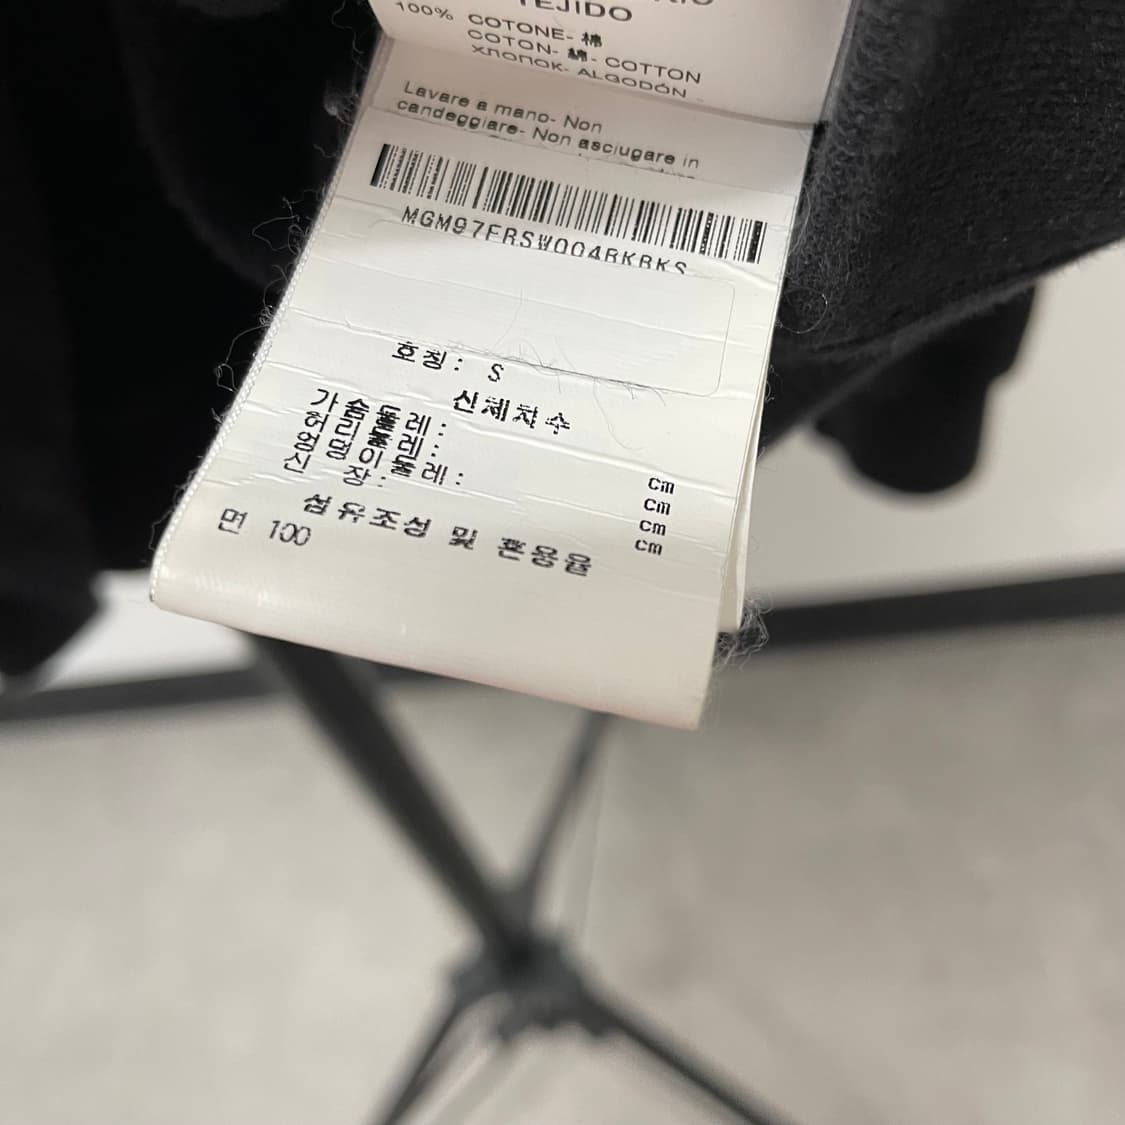 TEJIDO
100% COTONE- 棉
COTON- 綿- COTTON
ХЛОПОК- ALGODÓN
Lavare a mano- Non
candeggiare- Non asciugare in
MGM97FRSW004BKBKS
호칭: S
신체치수
가슴둘레: cm
허리둘레: cm
엉덩이둘레: cm
신 장: cm
섬유조성 및 혼용율
면 100